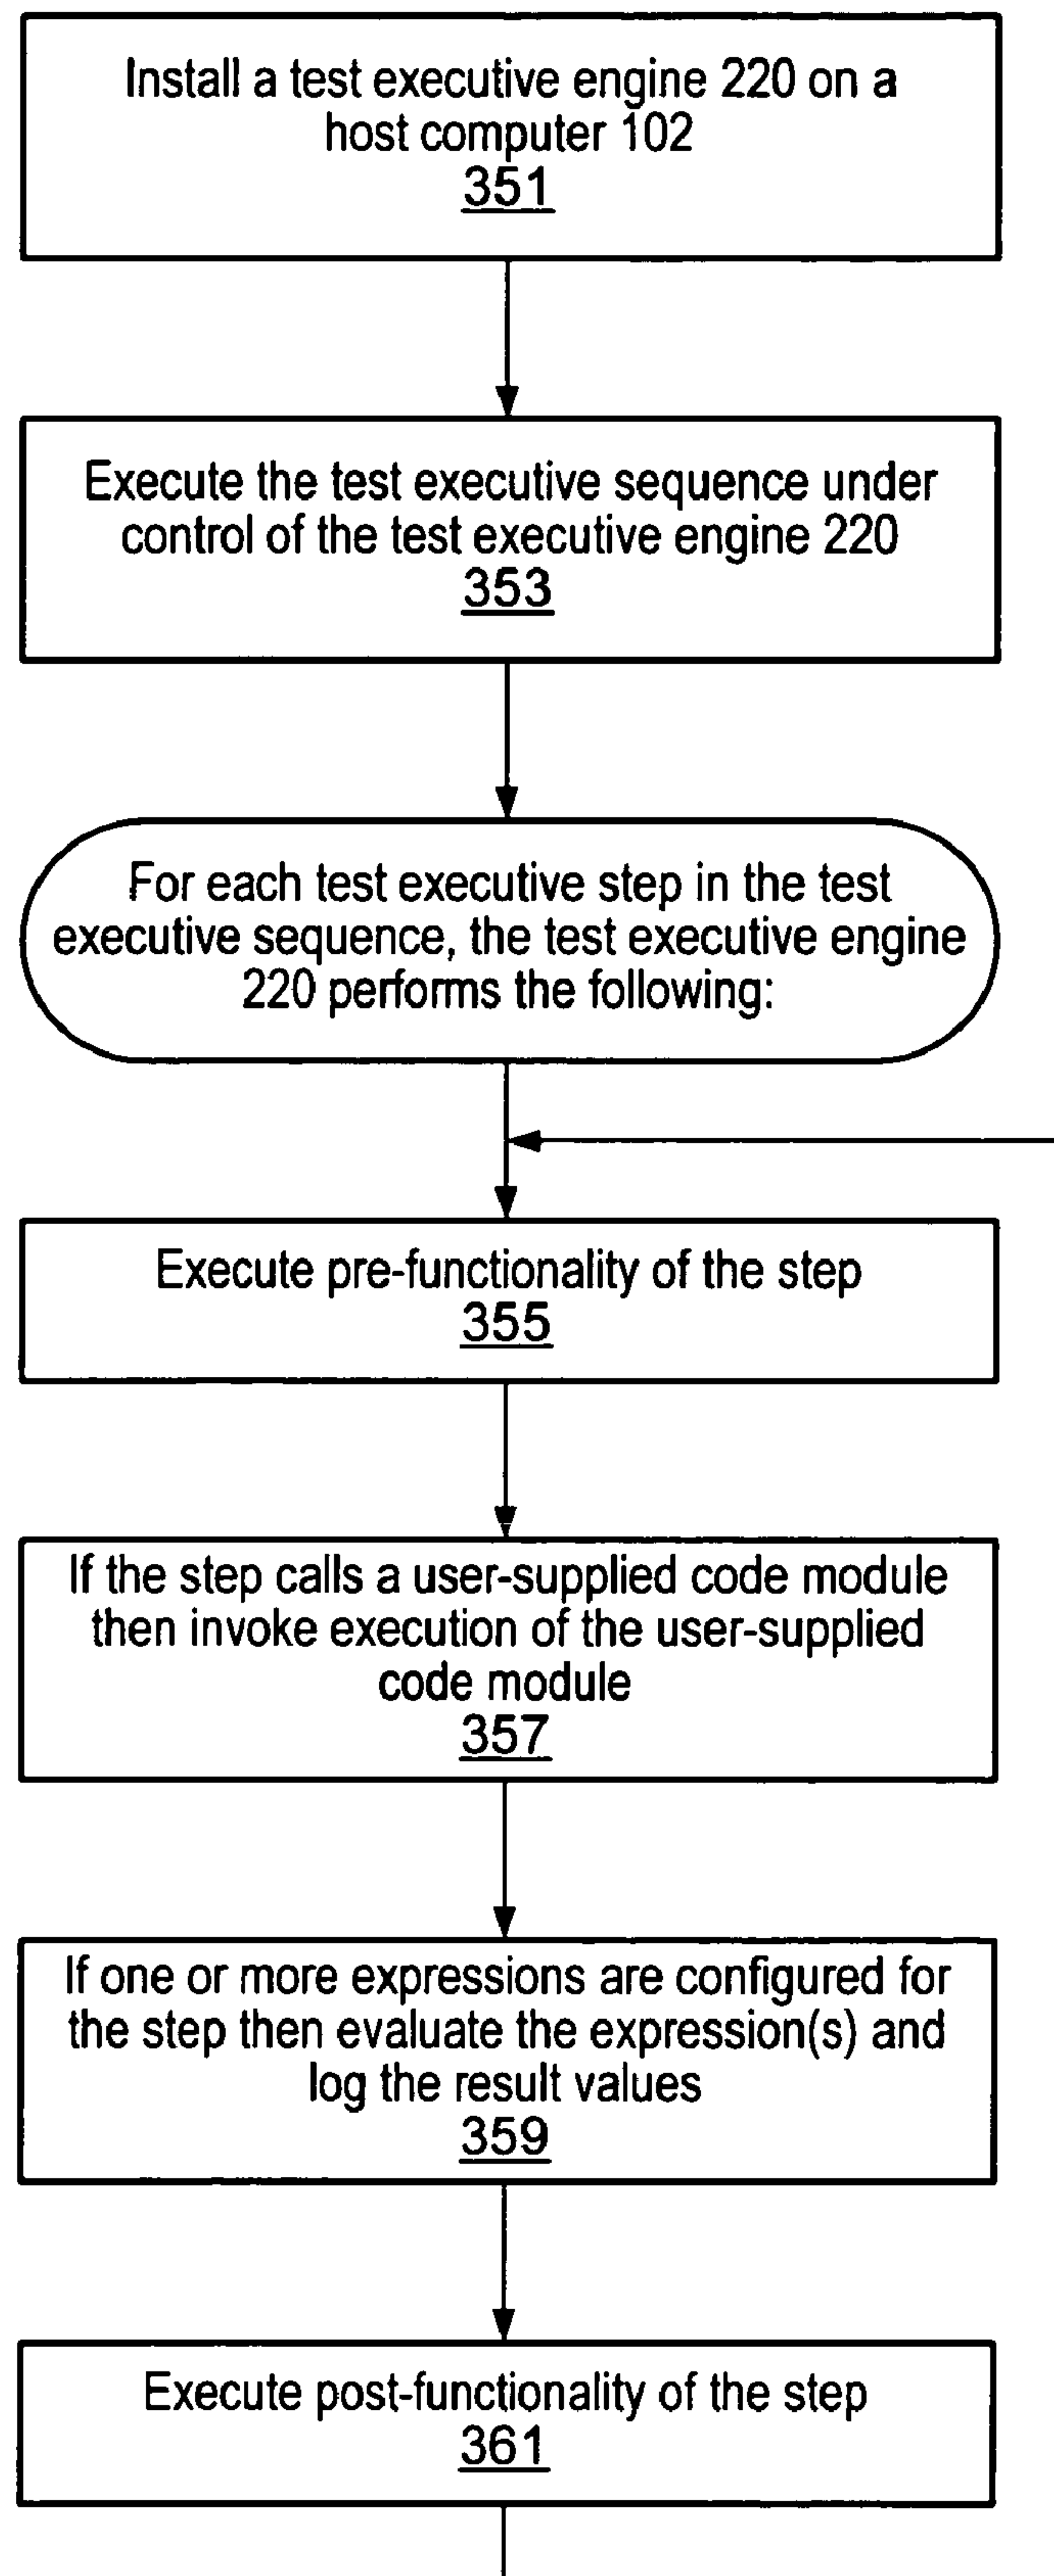 Install a test executive engine 220 on a
host computer 102
351
Execute the test executive sequence under
control of the test executive engine 220
353
For each test executive step in the test
executive sequence, the test executive engine
220 performs the following:
Execute pre-functionality of the step
355
If the step calls a user-supplied code module
then invoke execution of the user-supplied
code module
357
If one or more expressions are configured for
the step then evaluate the expression(s) and
log the result values
359
Execute post-functionality of the step
361